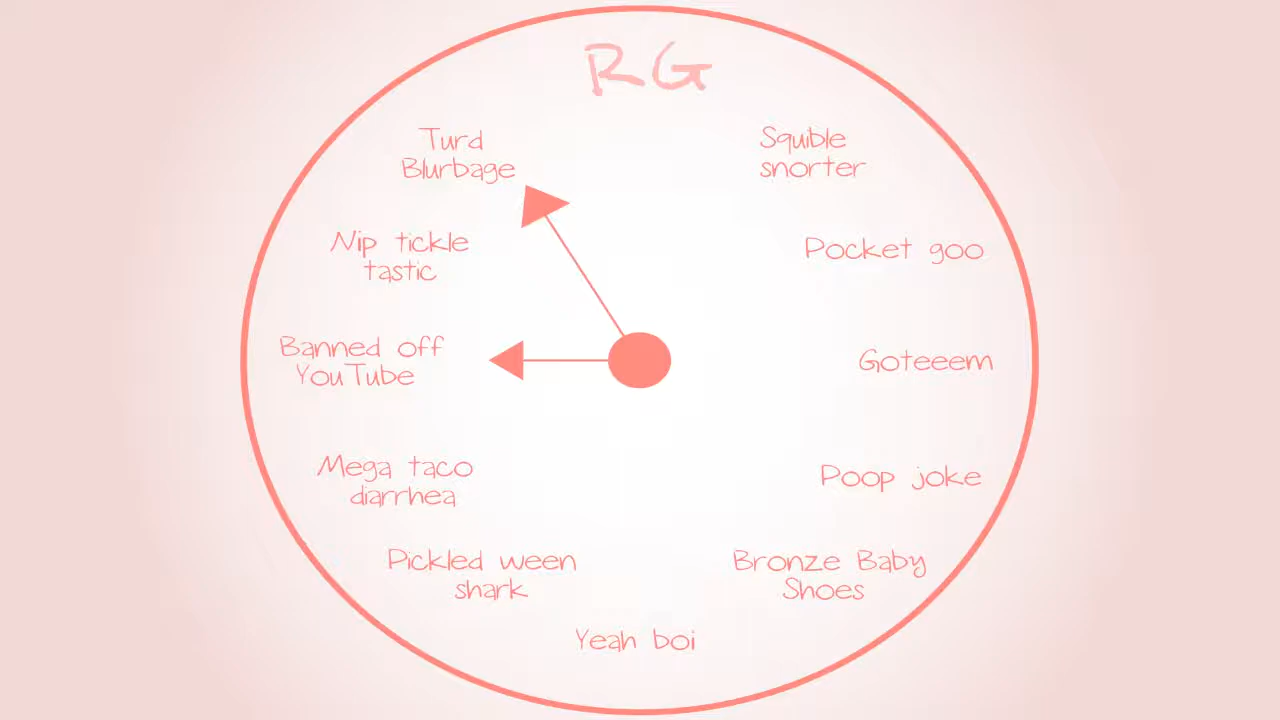 RG
Turd
Blurbage
Squible
snorter
Nip tickle
tastic
Pocket goo
Banned off
YouTube
Goteeem
Mega taco
diarrhea
Poop joke
Pickled ween
shark
Bronze Baby
Shoes
Yeah boi